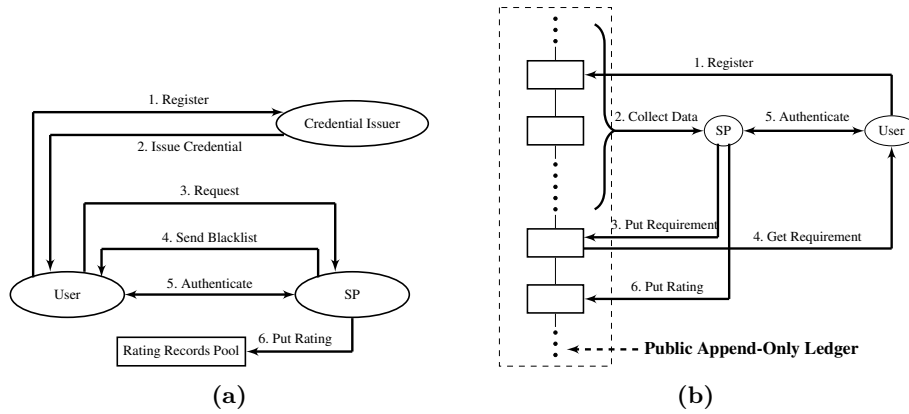 1. Register
Credential Issuer
2. Issue Credential
3. Request
4. Send Blacklist
User
5. Authenticate
SP
6. Put Rating
Rating Records Pool
(a)
1. Register
2. Collect Data
SP
5. Authenticate
User
3. Put Requirement
4. Get Requirement
6. Put Rating
Public Append-Only Ledger
(b)